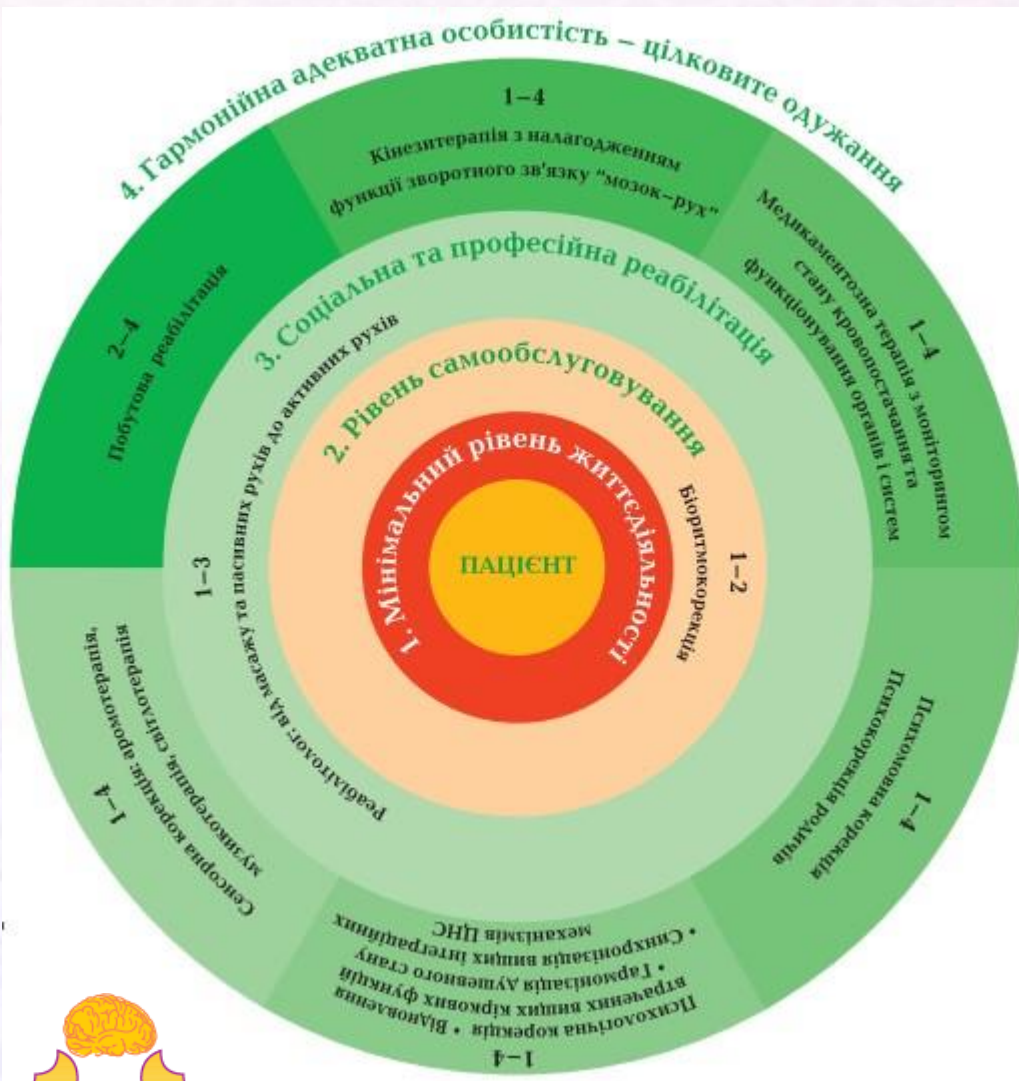 4. Гармонійна адекватна особистість – цілковите одужання
1–4
Кінезитерапія з налагодженням
функції зворотного зв'язку "мозок–рух"
1–4
Медикаментозна терапія з моніторингом
стану кровопостачання та
функціонування органів і систем
1–4
Психомовна корекція
Психокорекція родичів
1–4
Психологічна корекція • Відновлення
втрачених вищих кіркових функцій
• Гармонізація душевного стану
• Синхронізація вищих інтеграційних
механізмів ЦНС
1–4
Сенсорна корекція: аромотерапія,
музикотерапія, світлотерапія
2–4
Побутова реабілітація
3. Соціальна та професійна реабілітація
1–3
Реабілітолог: від масажу та пасивних рухів до активних рухів
2. Рівень самообслуговування
1–2
Біоритмокорекція
1. Мінімальний рівень життєдіяльності
ПАЦІЄНТ